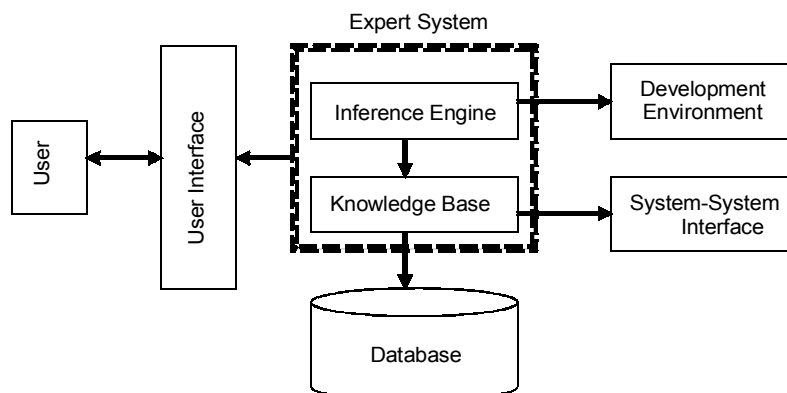 Expert System
User
User Interface
Inference Engine
Knowledge Base
Development
Environment
System-System
Interface
Database